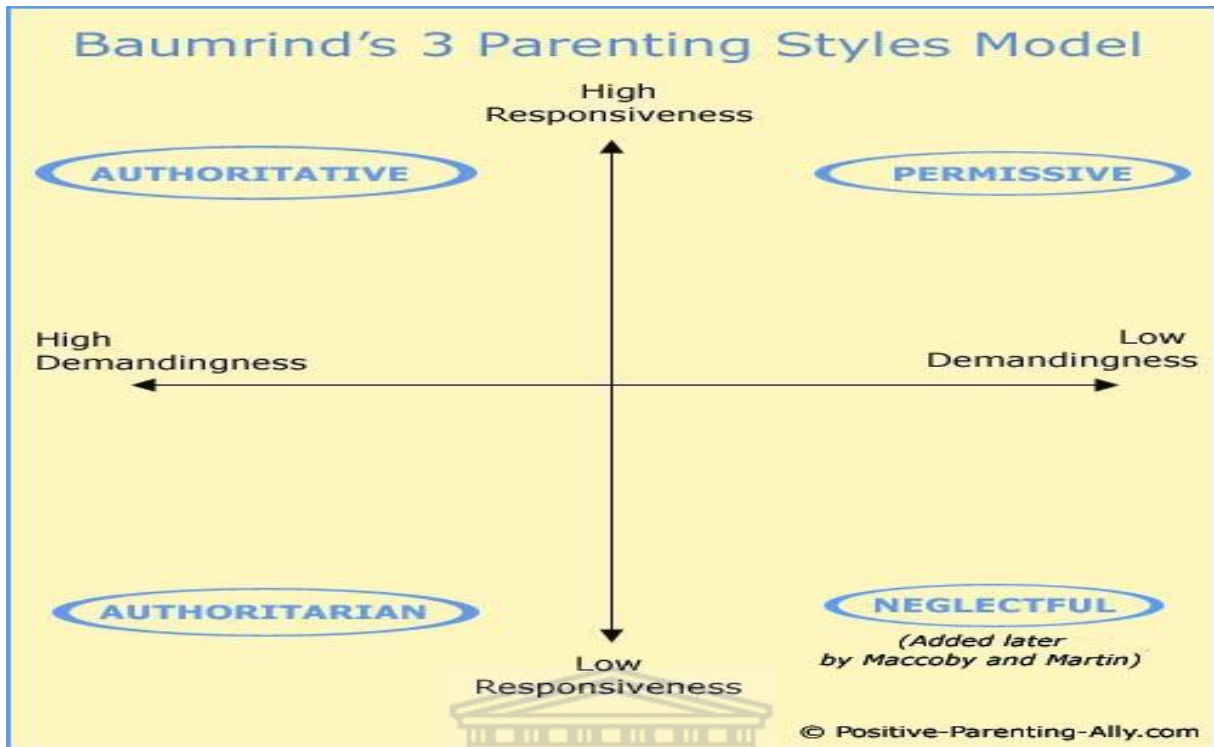 Baumrind's 3 Parenting Styles Model
High
Responsiveness
AUTHORITATIVE
PERMISSIVE
High
Demandingness
Low
Demandingness
AUTHORITARIAN
NEGLECTFUL
(Added later
by Maccoby and Martin)
Low
Responsiveness
© Positive-Parenting-Ally.com